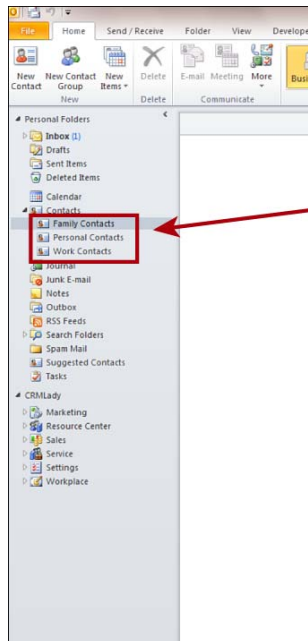 File Home Send / Receive Folder View Develope
New Contact
New Contact Group
New Items
Delete
E-mail Meeting More
Busi
New
Delete
Communicate
Personal Folders
Inbox (1)
Drafts
Sent Items
Deleted Items
Calendar
Contacts
Family Contacts
Personal Contacts
Work Contacts
Journal
Junk E-mail
Notes
Outbox
RSS Feeds
Search Folders
Spam Mail
Suggested Contacts
Tasks
CRMLady
Marketing
Resource Center
Sales
Service
Settings
Workplace